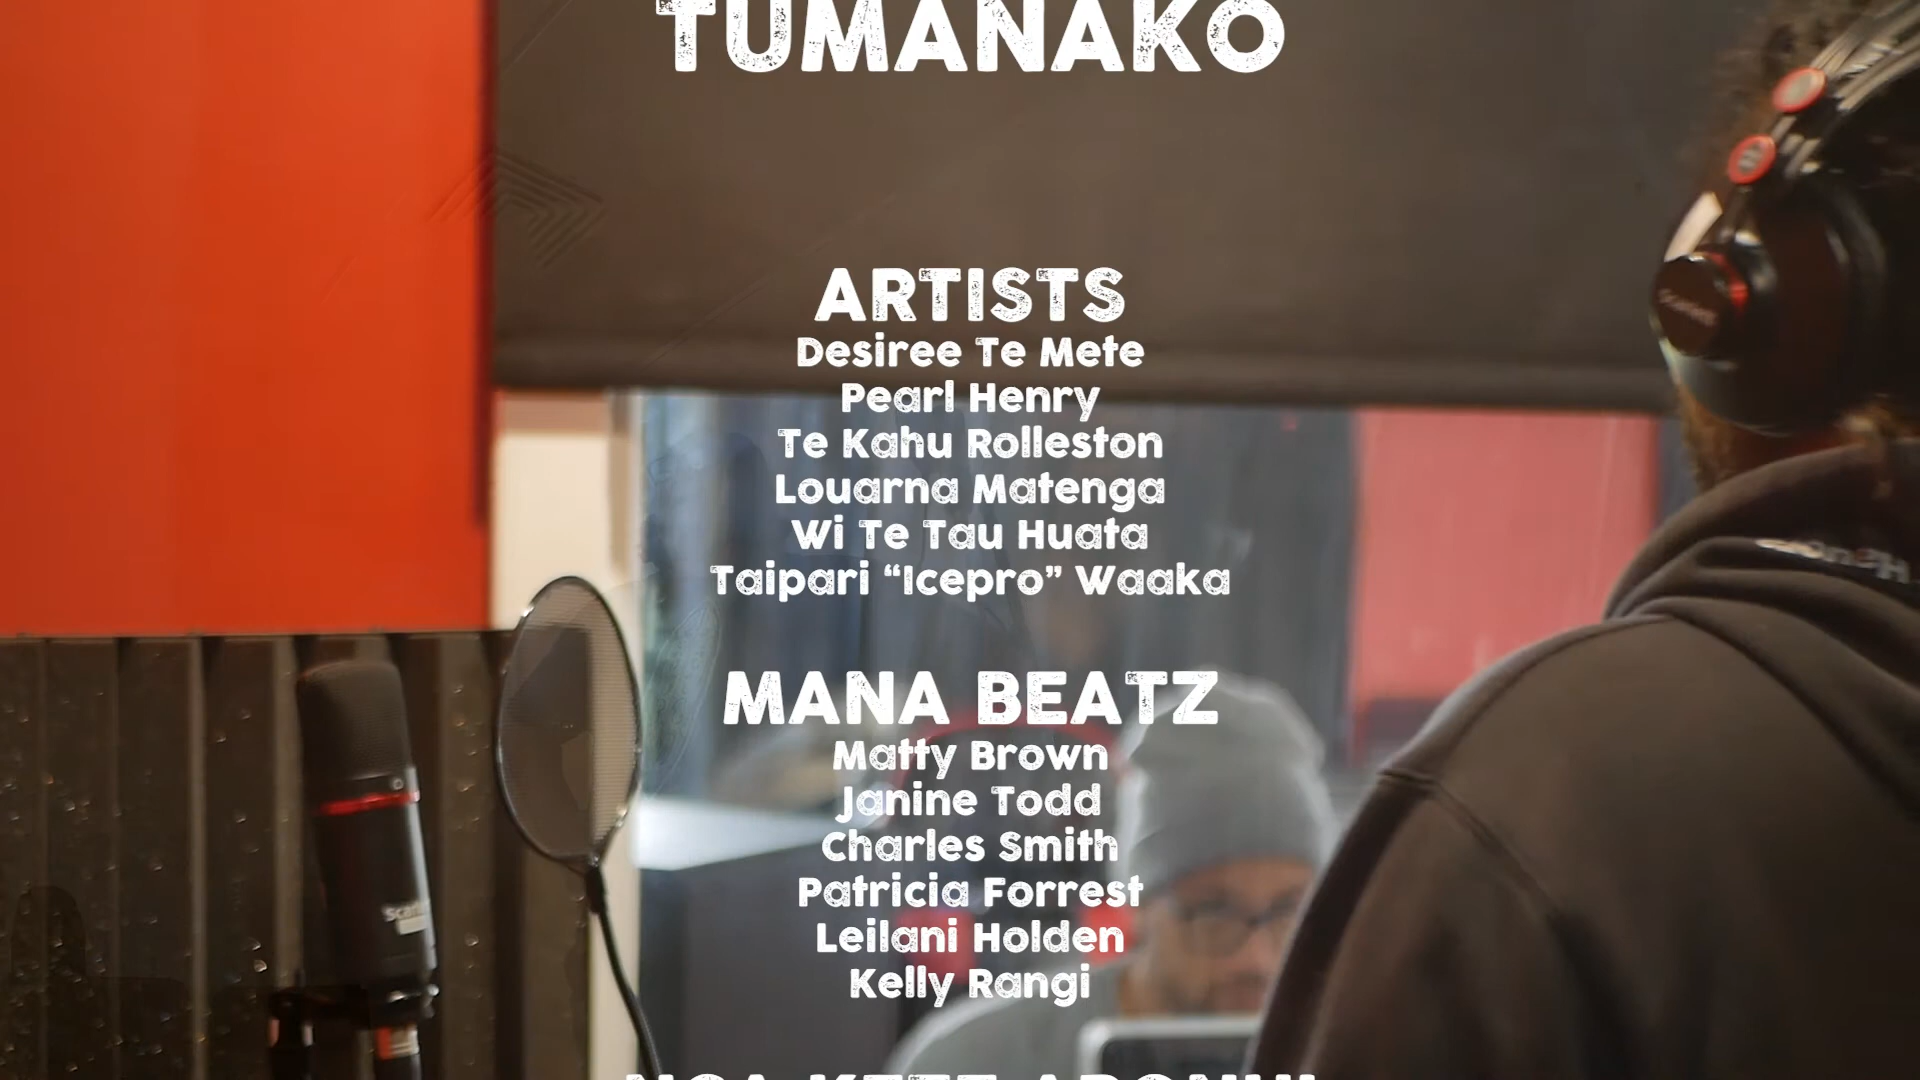 TUMANAKO
ARTISTS
Desiree Te Mete
Pearl Henry
Te Kahu Rolleston
Louarna Matenga
Wi Te Tau Huata
Taipari “Icepro” Waaka
MANA BEATZ
Matty Brown
Janine Todd
Charles Smith
Patricia Forrest
Leilani Holden
Kelly Rangi